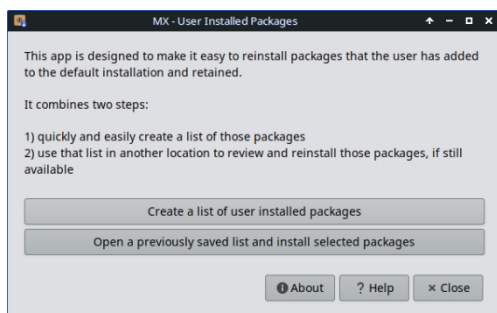 MX - User Installed Packages
This app is designed to make it easy to reinstall packages that the user has added
to the default installation and retained.
It combines two steps:
1) quickly and easily create a list of those packages
2) use that list in another location to review and reinstall those packages, if still
available
Create a list of user installed packages
Open a previously saved list and install selected packages
About ? Help × Close